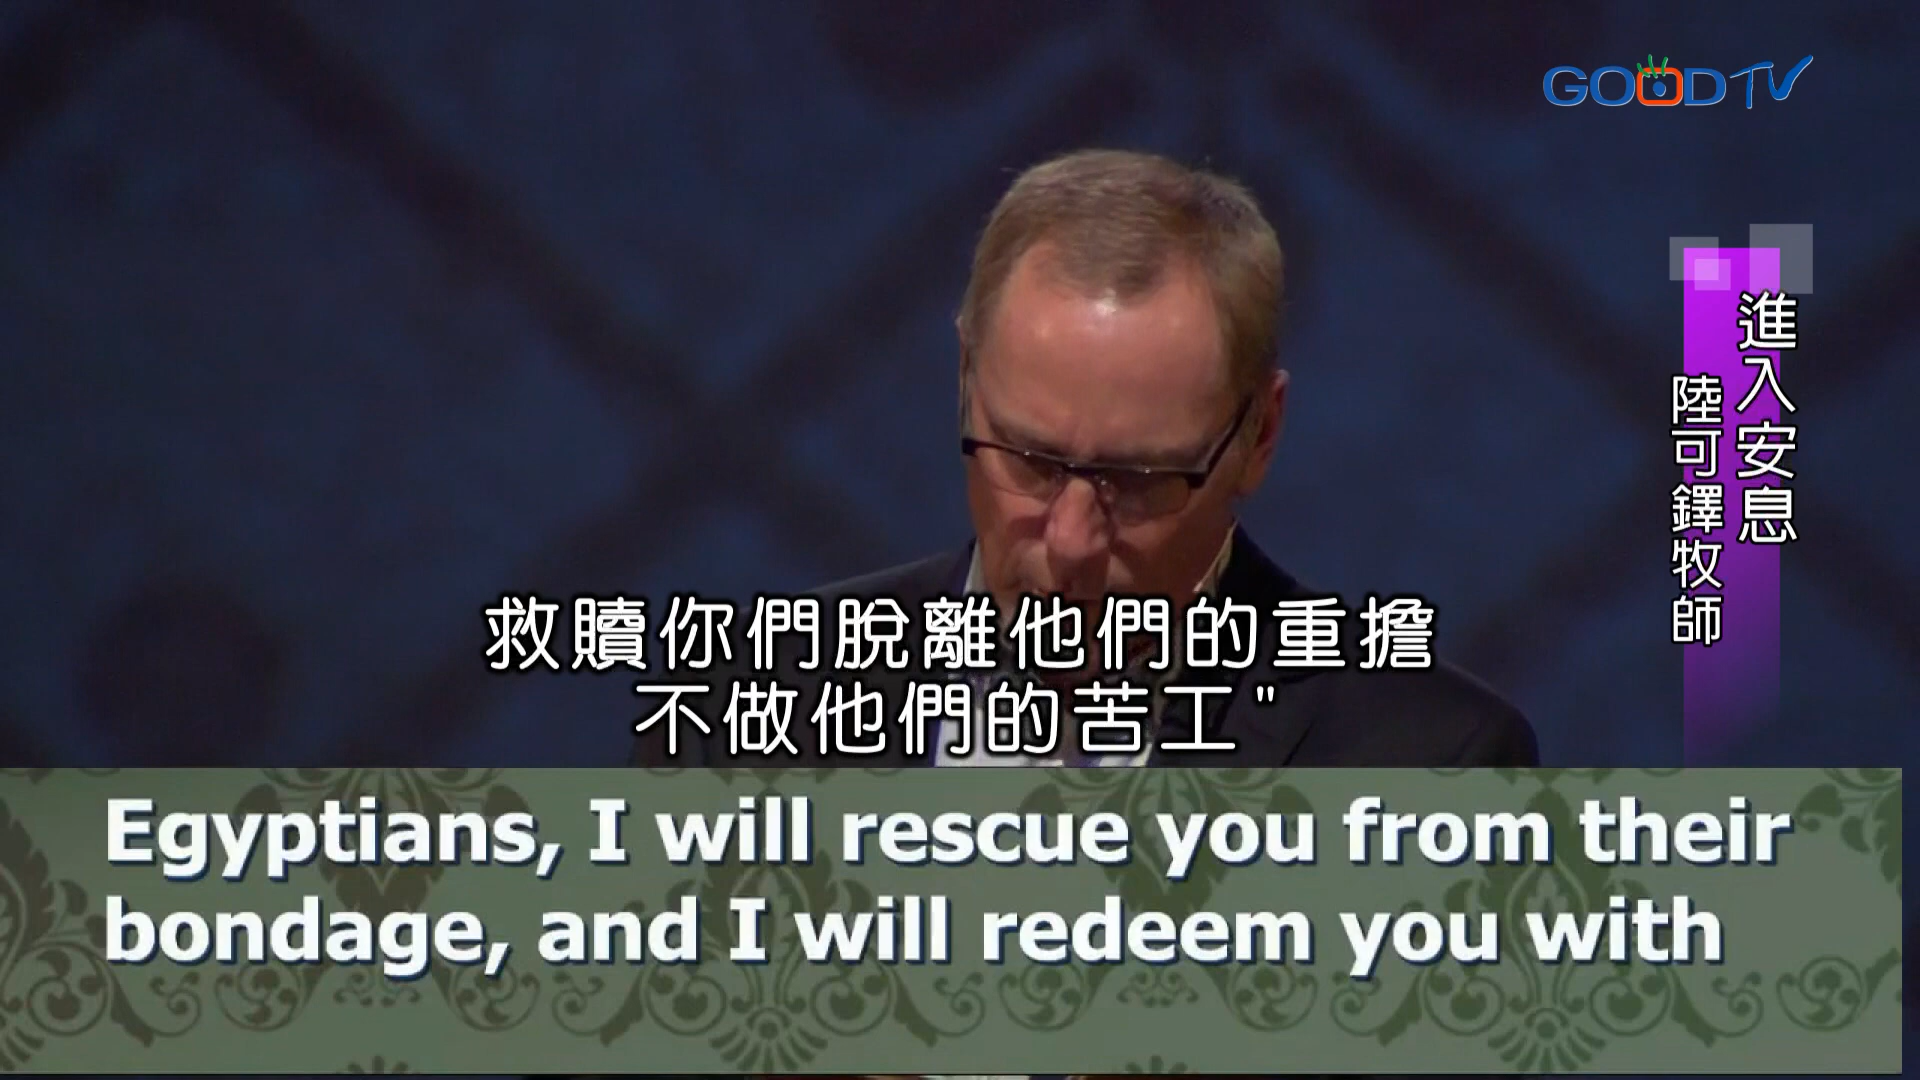 GOODTV
進入安息
陸可鐸牧師
救贖你們脫離他們的重擔
不做他們的苦工"
Egyptians, I will rescue you from their
bondage, and I will redeem you with